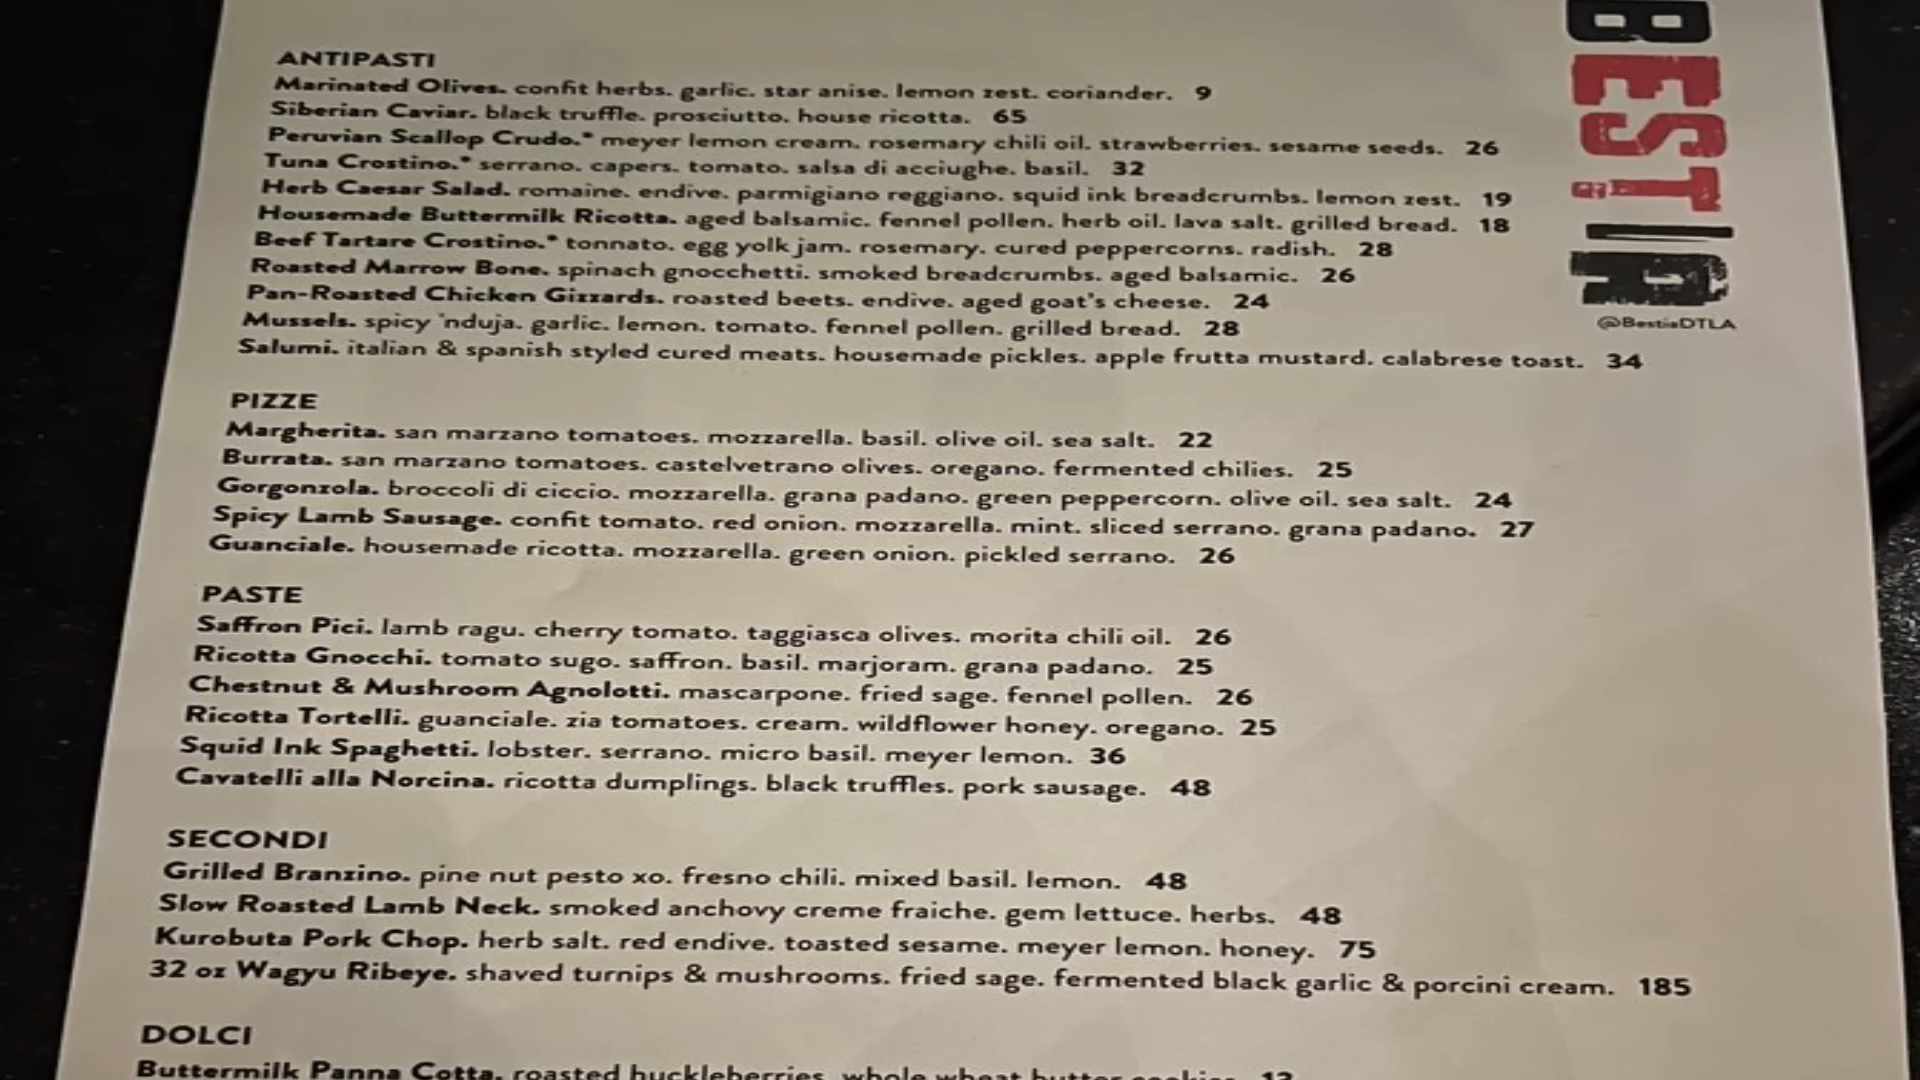 BESTIA
@BestiaDTLA
ANTIPASTI
Marinated Olives. confit herbs. garlic. star anise. lemon zest. coriander. 9
Siberian Caviar. black truffle. prosciutto. house ricotta. 65
Peruvian Scallop Crudo.* meyer lemon cream. rosemary chili oil. strawberries. sesame seeds. 26
Tuna Crostino.* serrano. capers. tomato. salsa di acciughe. basil. 32
Herb Caesar Salad. romaine. endive. parmigiano reggiano. squid ink breadcrumbs. lemon zest. 19
Housemade Buttermilk Ricotta. aged balsamic. fennel pollen. herb oil. lava salt. grilled bread. 18
Beef Tartare Crostino.* tonnato. egg yolk jam. rosemary. cured peppercorns. radish. 28
Roasted Marrow Bone. spinach gnocchetti. smoked breadcrumbs. aged balsamic. 26
Pan-Roasted Chicken Gizzards. roasted beets. endive. aged goat's cheese. 24
Mussels. spicy 'nduja. garlic. lemon. tomato. fennel pollen. grilled bread. 28
Salumi. italian & spanish styled cured meats. housemade pickles. apple frutta mustard. calabrese toast. 34
PIZZE
Margherita. san marzano tomatoes. mozzarella. basil. olive oil. sea salt. 22
Burrata. san marzano tomatoes. castelvetrano olives. oregano. fermented chilies. 25
Gorgonzola. broccoli di ciccio. mozzarella. grana padano. green peppercorn. olive oil. sea salt. 24
Spicy Lamb Sausage. confit tomato. red onion. mozzarella. mint. sliced serrano. grana padano. 27
Guanciale. housemade ricotta. mozzarella. green onion. pickled serrano. 26
PASTE
Saffron Pici. lamb ragu. cherry tomato. taggiasca olives. morita chili oil. 26
Ricotta Gnocchi. tomato sugo. saffron. basil. marjoram. grana padano. 25
Chestnut & Mushroom Agnolotti. mascarpone. fried sage. fennel pollen. 26
Ricotta Tortelli. guanciale. zia tomatoes. cream. wildflower honey. oregano. 25
Squid Ink Spaghetti. lobster. serrano. micro basil. meyer lemon. 36
Cavatelli alla Norcina. ricotta dumplings. black truffles. pork sausage. 48
SECONDI
Grilled Branzino. pine nut pesto xo. fresno chili. mixed basil. lemon. 48
Slow Roasted Lamb Neck. smoked anchovy creme fraiche. gem lettuce. herbs. 48
Kurobuta Pork Chop. herb salt. red endive. toasted sesame. meyer lemon. honey. 75
32 oz Wagyu Ribeye. shaved turnips & mushrooms. fried sage. fermented black garlic & porcini cream. 185
DOLCI
Buttermilk Panna Cotta. roasted huckleberries. whole wheat butter